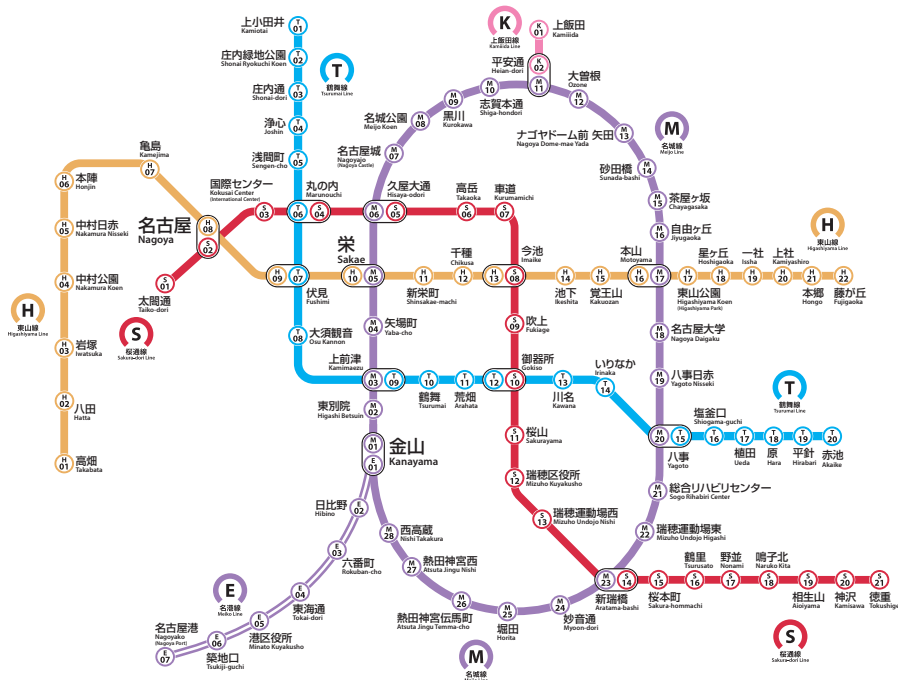 T
01
上小田井
Kamiotai
T
02
庄内緑地公園
Shonai Ryokuchi Koen
T
03
庄内通
Shonai-dori
T
04
浄心
Joshin
T
05
浅間町
Sengen-cho
T
鶴舞線
Tsurumai Line
K
上飯田線
Kamiiida Line
K
01
上飯田
Kamiiida
K
02
M
11
平安通
Heian-dori
M
12
大曽根
Ozone
M
10
志賀本通
Shiga-hondori
M
09
黒川
Kurokawa
M
08
名城公園
Meijo Koen
M
07
名古屋城
Nagoyajo
(Nagoya Castle)
M
13
ナゴヤドーム前 矢田
Nagoya Dome-mae Yada
M
名城線
Meijo Line
M
14
砂田橋
Sunada-bashi
M
15
茶屋ヶ坂
Chayagasaka
M
16
自由ヶ丘
Jiyugaoka
H
07
亀島
Kamejima
H
06
本陣
Honjin
H
05
中村日赤
Nakamura Nisseki
H
04
中村公園
Nakamura Koen
H
03
岩塚
Iwatsuka
H
02
八田
Hatta
H
01
高畑
Takabata
H
東山線
Higashiyama Line
名古屋
Nagoya
H
08
S
02
S
01
太閤通
Taiko-dori
S
桜通線
Sakura-dori Line
国際センター
Kokusai Center
(International Center)
S
03
丸の内
Marunouchi
T
06
S
04
久屋大通
Hisaya-odori
M
06
S
05
高岳
Takaoka
S
06
車道
Kurumamichi
S
07
H
09
T
07
伏見
Fushimi
栄
Sakae
H
10
M
05
H
11
新栄町
Shinsakae-machi
千種
Chikusa
H
12
今池
Imaike
H
13
S
08
H
14
池下
Ikeshita
H
15
覚王山
Kakuozan
本山
Motoyama
H
16
M
17
H
17
東山公園
Higashiyama Koen
(Higashiyama Park)
星ヶ丘
Hoshigaoka
H
18
一社
Issha
H
19
上社
Kamiyashiro
H
20
H
21
本郷
Hongo
H
22
藤が丘
Fujigaoka
H
東山線
Higashiyama Line
T
08
大須観音
Osu Kannon
M
04
矢場町
Yaba-cho
上前津
Kamimaezu
M
03
T
09
T
10
鶴舞
Tsurumai
T
11
荒畑
Arahata
S
09
吹上
Fukiage
御器所
Gokiso
T
12
S
10
T
13
川名
Kawana
いりなか
Irinaka
T
14
M
18
名古屋大学
Nagoya Daigaku
M
19
八事日赤
Yagoto Nisseki
M
20
T
15
八事
Yagoto
塩釜口
Shiogama-guchi
T
16
T
17
植田
Ueda
T
18
原
Hara
T
19
平針
Hirabari
T
20
赤池
Akaike
T
鶴舞線
Tsurumai Line
東別院
Higashi Betsuin
M
02
M
01
E
01
金山
Kanayama
S
11
桜山
Sakurayama
S
12
瑞穂区役所
Mizuho Kuyakusho
S
13
瑞穂運動場西
Mizuho Undojo Nishi
M
21
総合リハビリセンター
Sogo Rihabiri Center
M
22
瑞穂運動場東
Mizuho Undojo Higashi
M
23
S
14
新瑞橋
Aratama-bashi
S
15
桜本町
Sakura-hommachi
鶴里
Tsurusato
S
16
野並
Nonami
S
17
鳴子北
Naruko Kita
S
18
S
19
相生山
Aioiyama
S
20
神沢
Kamisawa
S
21
徳重
Tokushige
S
桜通線
Sakura-dori Line
日比野
Hibino
E
02
E
03
六番町
Rokuban-cho
E
04
東海通
Tokai-dori
E
05
港区役所
Minato Kuyakusho
E
06
築地口
Tsukiji-guchi
E
07
名古屋港
Nagoyako
(Nagoya Port)
E
名港線
Meiko Line
M
28
西高蔵
Nishi Takakura
M
27
熱田神宮西
Atsuta Jingu Nishi
M
26
熱田神宮伝馬町
Atsuta Jingu Temma-cho
M
25
堀田
Horita
M
24
妙音通
Myoon-dori
M
名城線
Meijo Line